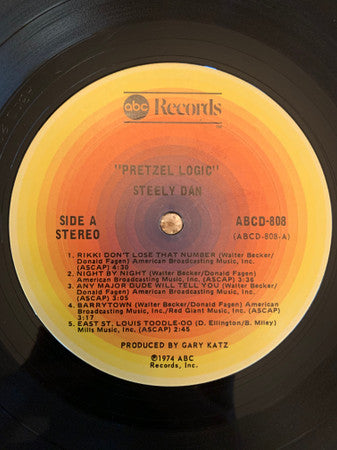 abc Records
"PRETZEL LOGIC"
STEELY DAN
SIDE A
STEREO
ABCD-808
(ABCD-808-A)
1. RIKKI DON'T LOSE THAT NUMBER (Walter Becker/
Donald Fagen) American Broadcasting Music, Inc.
(ASCAP) 4:30
2. NIGHT BY NIGHT (Walter Becker/Donald Fagen)
American Broadcasting Music, Inc. (ASCAP) 3:36
3. ANY MAJOR DUDE WILL TELL YOU (Walter Becker/
Donald Fagen) American Broadcasting Music, Inc.
(ASCAP) 3:05
4. BARRYTOWN (Walter Becker/Donald Fagen) American
Broadcasting Music, Inc./Red Giant Music, Inc. (ASCAP)
3:17
5. EAST ST. LOUIS TOODLE-OO (D. Ellington/B. Miley)
Mills Music, Inc. (ASCAP) 2:45
PRODUCED BY GARY KATZ
℗1974 ABC
Records, Inc.